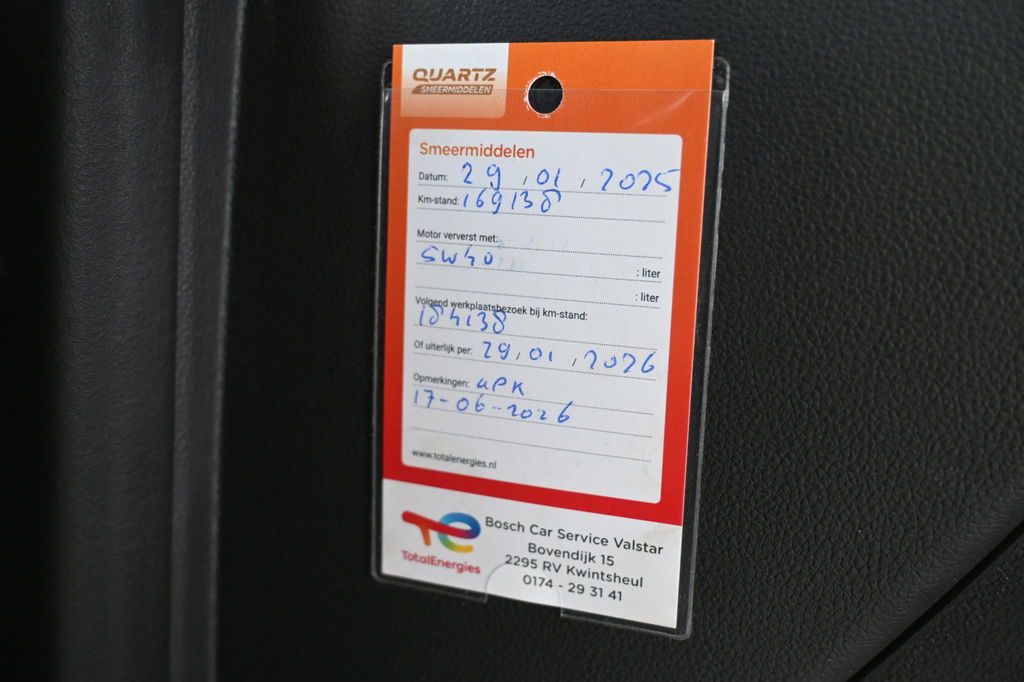 QUARTZ
SMEERMIDDELEN
Smeermiddelen
Datum: 29 , 01 , 2025
Km-stand: 169138
Motor ververst met:
5W40 : liter
: liter
Volgend werkplaatsbezoek bij km-stand:
184138
Of uiterlijk per: 29 , 01 , 2026
Opmerkingen: APK
17-06-2026
www.totalenergies.nl
TotalEnergies
Bosch Car Service Valstar
Bovendijk 15
2295 RV Kwintsheul
0174 - 29 31 41